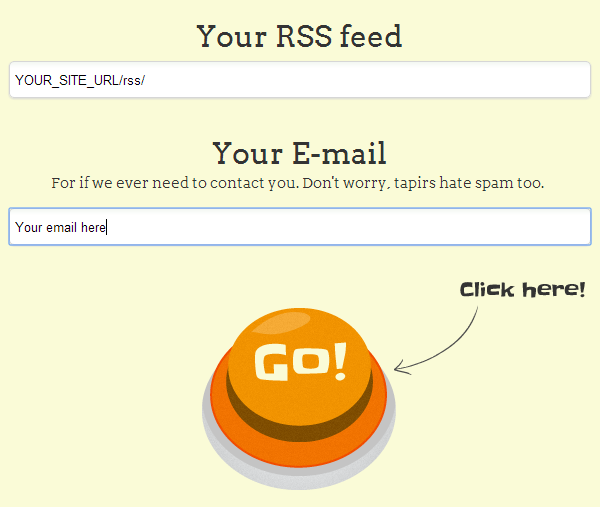 Your RSS feed
YOUR_SITE_URL/rss/
Your E-mail
For if we ever need to contact you. Don't worry, tapirs hate spam too.
Your email here
Click here!
GO!